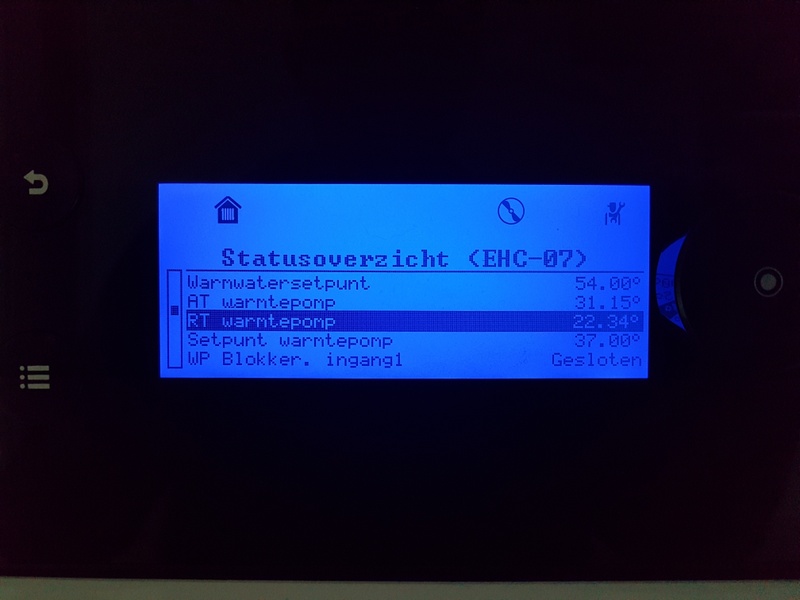 Statusoverzicht (EHC-07)
Warmwatersetpunt 54.00°
AT warmtepomp 31.15°
RT warmtepomp 22.34°
Setpunt warmtepomp 37.00°
WP Blokker. ingang1 Gesloten